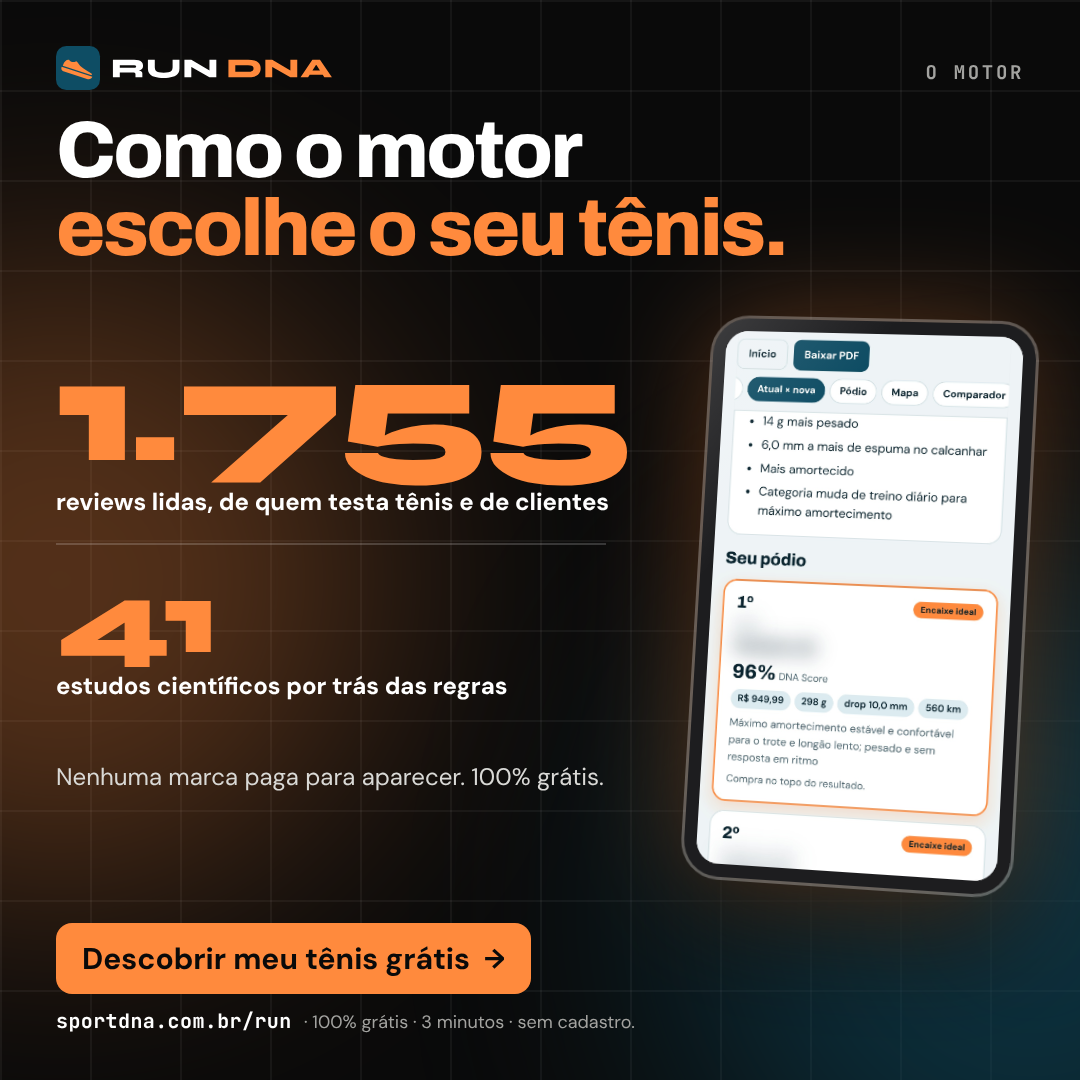 RUN DNA
O MOTOR
Como o motor
escolhe o seu tênis.
1.755
reviews lidas, de quem testa tênis e de clientes
41
estudos científicos por trás das regras
Nenhuma marca paga para aparecer. 100% grátis.
Início
Baixar PDF
Atual × nova
Pódio
Mapa
Comparador
• 14 g mais pesado
• 6,0 mm a mais de espuma no calcanhar
• Mais amortecido
• Categoria muda de treino diário para
máximo amortecimento
Seu pódio
1º
Encaixe ideal
96% DNA Score
R$ 949,99
298 g
drop 10,0 mm
560 km
Máximo amortecimento estável e confortável
para o trote e longão lento; pesado e sem
resposta em ritmo
Compra no topo do resultado.
2º
Encaixe ideal
Descobrir meu tênis grátis →
sportdna.com.br/run · 100% grátis · 3 minutos · sem cadastro.